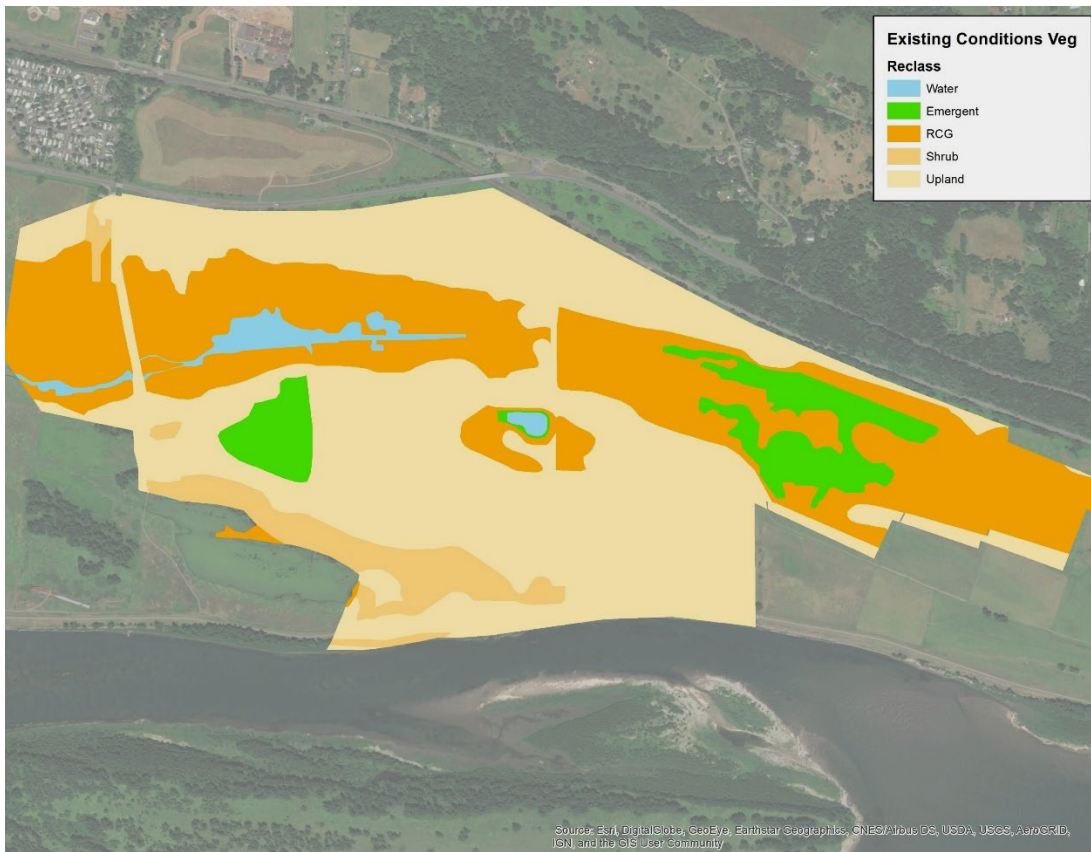 Existing Conditions Veg
Reclass
Water
Emergent
RCG
Shrub
Upland
Source: Esri, DigitalGlobe, GeoEye, Earthstar Geographics, CNES/Airbus DS, USDA, USGS, AeroGRID,
IGN, and the GIS User Community